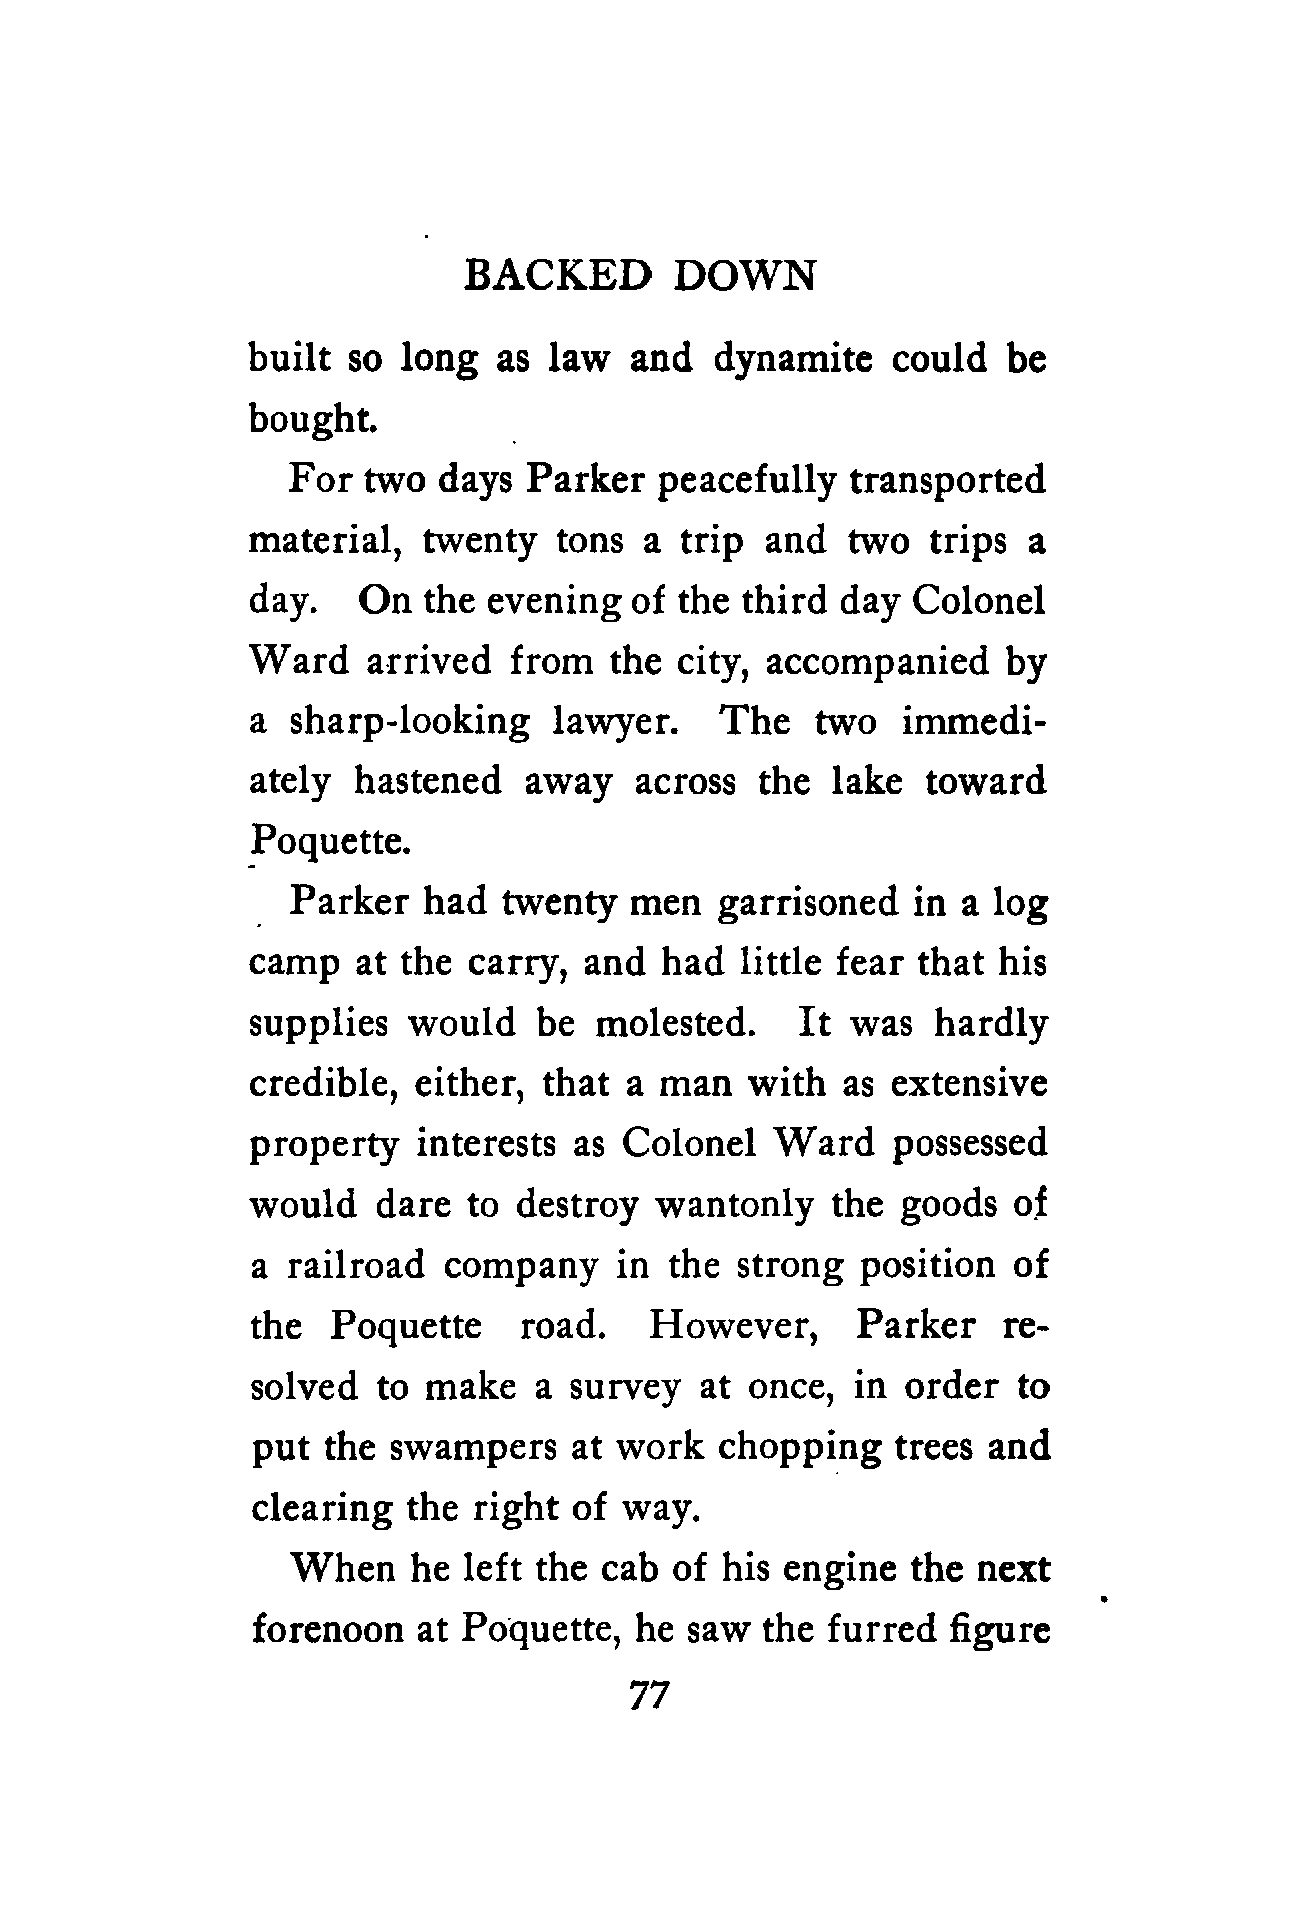 BACKED DOWN
built so long as law and dynamite could be
bought.
For two days Parker peacefully transported
material, twenty tons a trip and two trips a
day. On the evening of the third day Colonel
Ward arrived from the city, accompanied by
a sharp-looking lawyer. The two immedi-
ately hastened away across the lake toward
Poquette.
Parker had twenty men garrisoned in a log
camp at the carry, and had little fear that his
supplies would be molested. It was hardly
credible, either, that a man with as extensive
property interests as Colonel Ward possessed
would dare to destroy wantonly the goods of
a railroad company in the strong position of
the Poquette road. However, Parker re-
solved to make a survey at once, in order to
put the swampers at work chopping trees and
clearing the right of way.
When he left the cab of his engine the next
forenoon at Poquette, he saw the furred figure
77